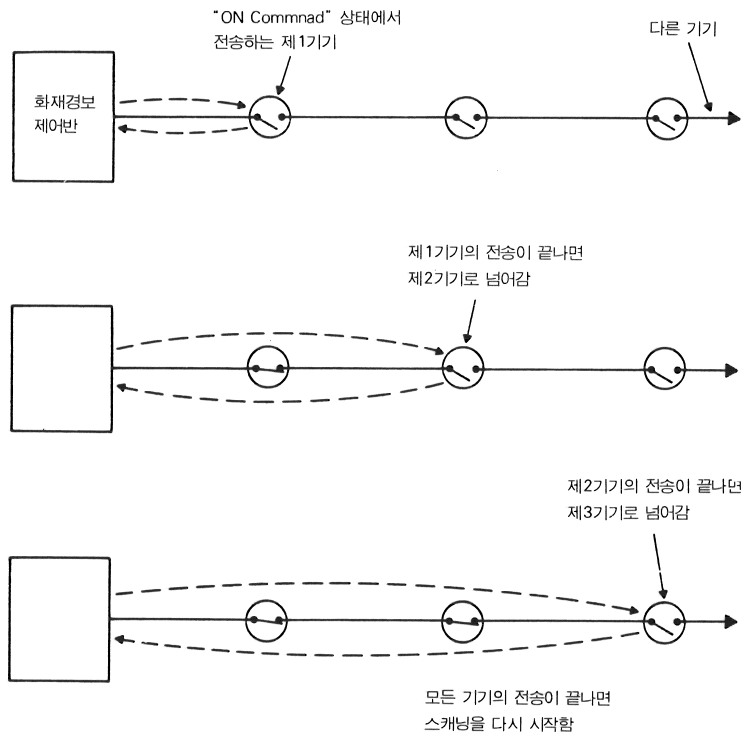 “ON Commnad” 상태에서
전송하는 제1기기
다른 기기
화재경보
제어반
제1기기의 전송이 끝나면
제2기기로 넘어감
제2기기의 전송이 끝나면
제3기기로 넘어감
모든 기기의 전송이 끝나면
스캐닝을 다시 시작함